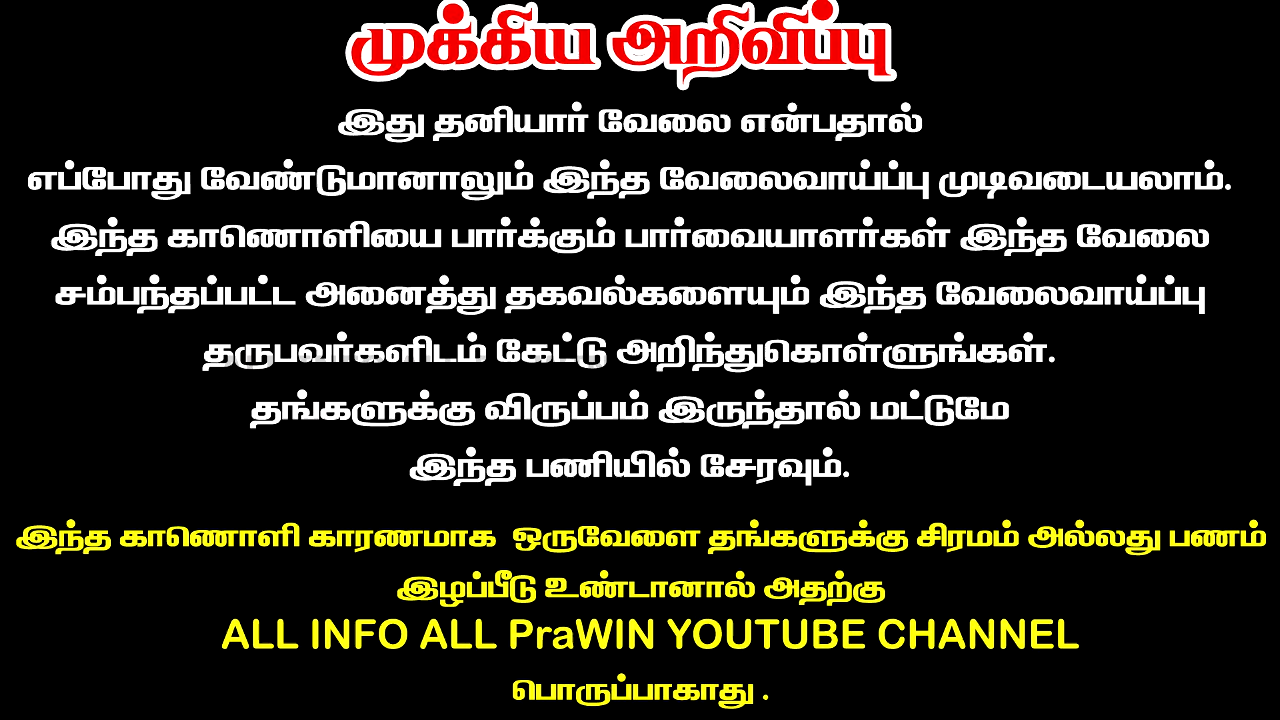 முக்கிய அறிவிப்பு
இது தனியார் வேலை என்பதால்
எப்போது வேண்டுமானாலும் இந்த வேலைவாய்ப்பு முடிவடையலாம்.
இந்த காணொளியை பார்க்கும் பார்வையாளர்கள் இந்த வேலை
சம்பந்தப்பட்ட அனைத்து தகவல்களையும் இந்த வேலைவாய்ப்பு
தருபவர்களிடம் கேட்டு அறிந்துகொள்ளுங்கள்.
தங்களுக்கு விருப்பம் இருந்தால் மட்டுமே
இந்த பணியில் சேரவும்.
இந்த காணொளி காரணமாக ஒருவேளை தங்களுக்கு சிரமம் அல்லது பணம்
இழப்பீடு உண்டானால் அதற்கு
ALL INFO ALL PraWIN YOUTUBE CHANNEL
பொருப்பாகாது .